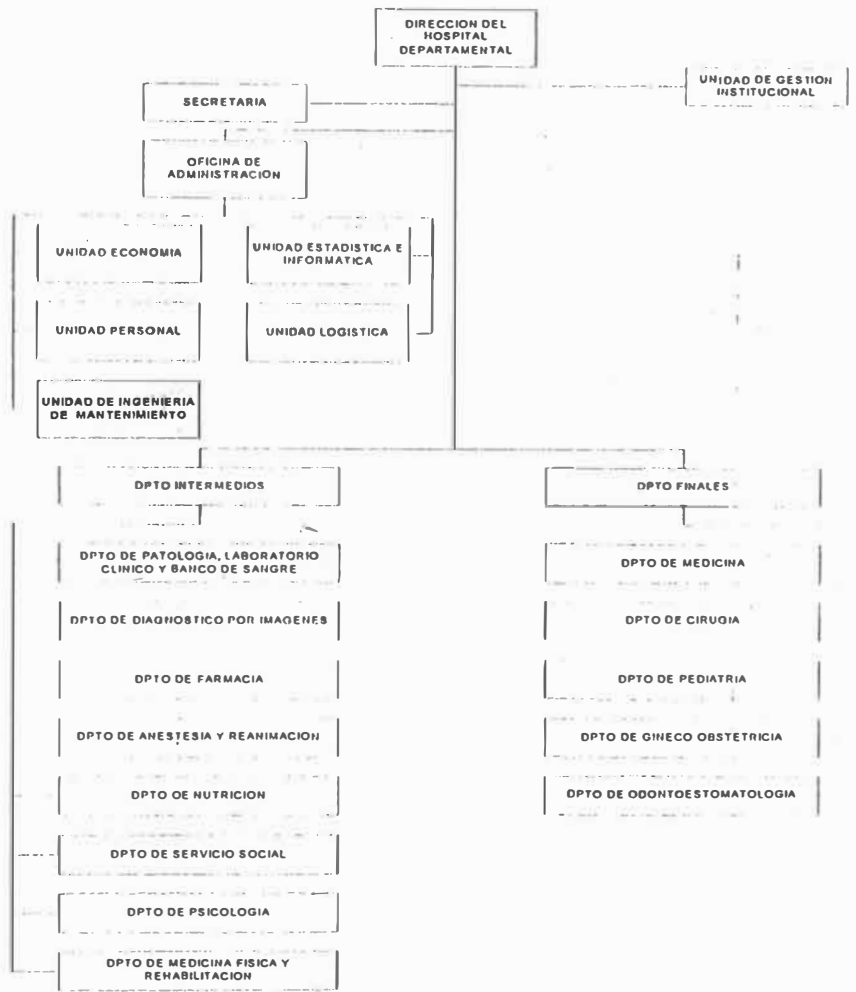 DIRECCION DEL
HOSPITAL
DEPARTAMENTAL
UNIDAD DE GESTION
INSTITUCIONAL
SECRETARIA
OFICINA DE
ADMINISTRACION
UNIDAD ECONOMIA
UNIDAD ESTADISTICA E
INFORMATICA
UNIDAD PERSONAL
UNIDAD LOGISTICA
UNIDAD DE INGENIERIA
DE MANTENIMIENTO
DPTO INTERMEDIOS
DPTO FINALES
DPTO DE PATOLOGIA, LABORATORIO
CLINICO Y BANCO DE SANGRE
DPTO DE MEDICINA
DPTO DE DIAGNOSTICO POR IMAGENES
DPTO DE CIRUGIA
DPTO DE FARMACIA
DPTO DE PEDIATRIA
DPTO DE ANESTESIA Y REANIMACION
DPTO DE GINECO OBSTETRICIA
DPTO DE NUTRICION
DPTO DE ODONTOESTOMATOLOGIA
DPTO DE SERVICIO SOCIAL
DPTO DE PSICOLOGIA
DPTO DE MEDICINA FISICA Y
REHABILITACION